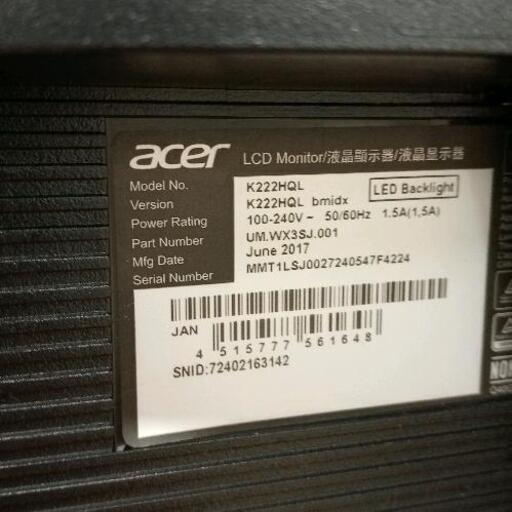 acer LCD Monitor/液晶顯示器/液晶显示器
Model No. K222HQL LED Backlight
Version K222HQL bmidx
Power Rating 100-240V ~ 50/60Hz 1.5A(1,5A)
Part Number UM.WX3SJ.001
Mfg Date June 2017
Serial Number MMT1LSJ0027240547F4224
JAN
4 515777 561648
SNID:72402163142